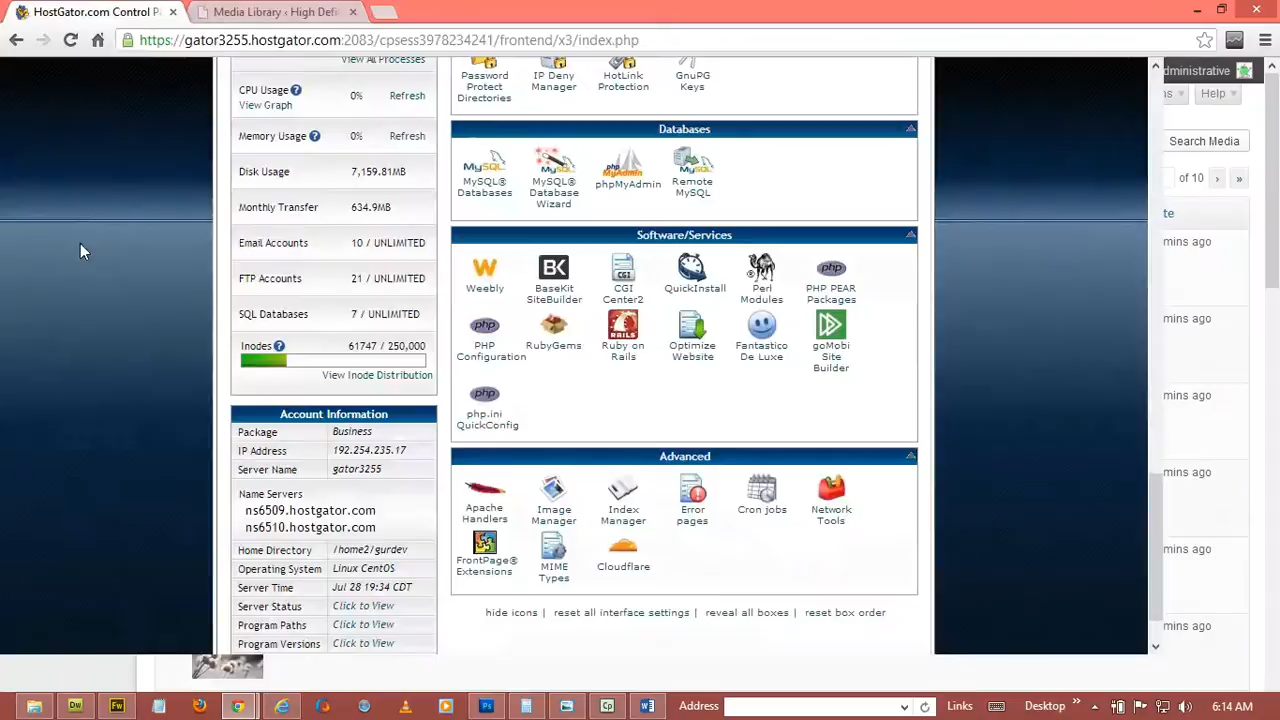 HostGator.com Control P
Media Library ‹ High Defi
https://gator3255.hostgator.com:2083/cpsess3978234241/frontend/x3/index.php
View All Processes
CPU Usage ? 0% Refresh
View Graph
Memory Usage ? 0% Refresh
Disk Usage 7,159.81MB
Monthly Transfer 634.9MB
Email Accounts 10 / UNLIMITED
FTP Accounts 21 / UNLIMITED
SQL Databases 7 / UNLIMITED
Inodes ? 61747 / 250,000
View Inode Distribution
Account Information
Package Business
IP Address 192.254.235.17
Server Name gator3255
Name Servers
ns6509.hostgator.com
ns6510.hostgator.com
Home Directory /home2/gurdev
Operating System Linux CentOS
Server Time Jul 28 19:34 CDT
Server Status Click to View
Program Paths Click to View
Program Versions Click to View
Password Protect Directories
IP Deny Manager
HotLink Protection
GnuPG Keys
Databases
MySQL® Databases
MySQL® Database Wizard
phpMyAdmin
Remote MySQL
Software/Services
Weebly
BaseKit SiteBuilder
CGI Center2
QuickInstall
Perl Modules
PHP PEAR Packages
PHP Configuration
RubyGems
Ruby on Rails
Optimize Website
Fantastico De Luxe
goMobi Site Builder
php.ini QuickConfig
Advanced
Apache Handlers
Image Manager
Index Manager
Error pages
Cron jobs
Network Tools
FrontPage® Extensions
MIME Types
Cloudflare
hide icons | reset all interface settings | reveal all boxes | reset box order
dministrative
ns Help
Search Media
of 10 › »
te
mins ago
mins ago
mins ago
mins ago
mins ago
mins ago
Address
Links
Desktop
6:14 AM